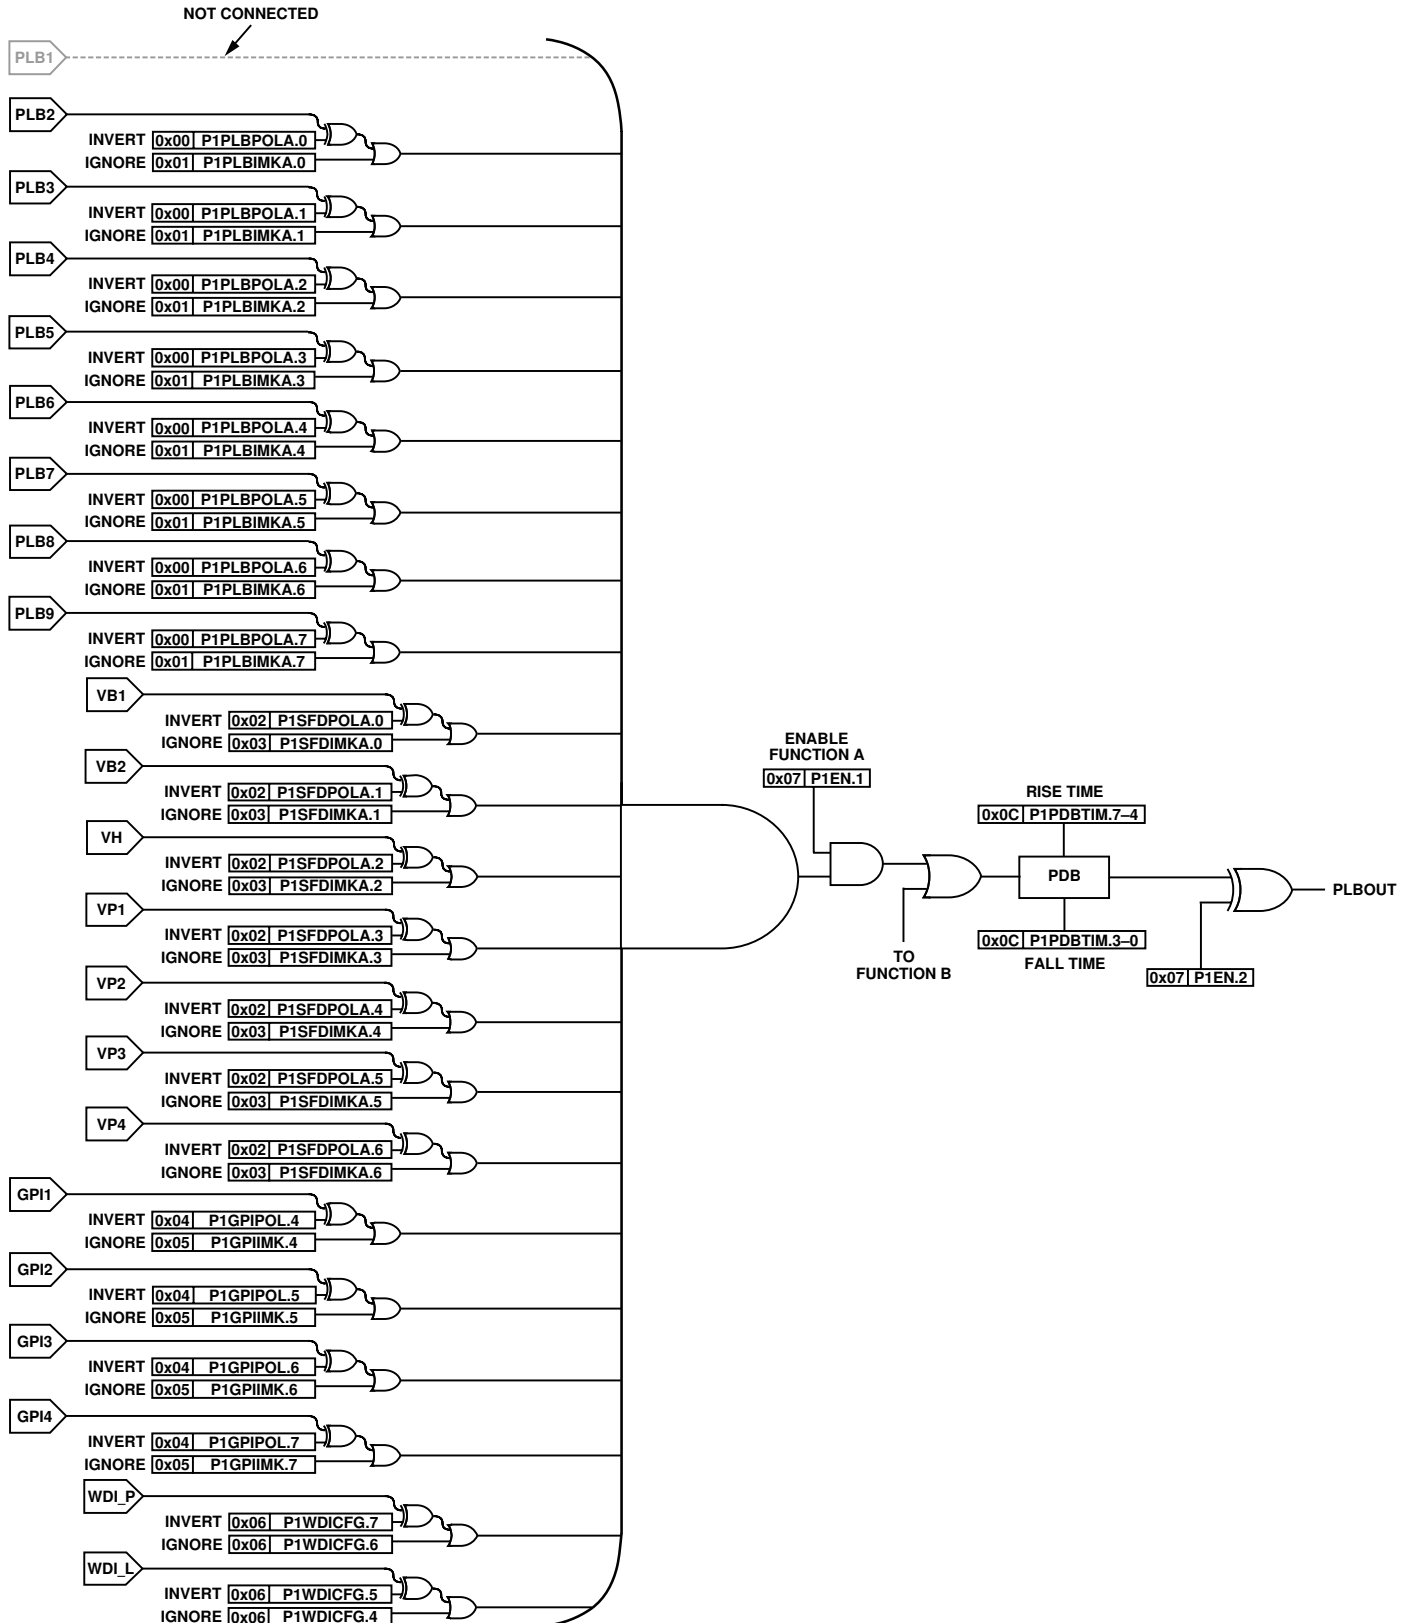 NOT CONNECTED
PLB1
PLB2
INVERT 0x00 P1PLBPOLA.0
IGNORE 0x01 P1PLBIMKA.0
PLB3
INVERT 0x00 P1PLBPOLA.1
IGNORE 0x01 P1PLBIMKA.1
PLB4
INVERT 0x00 P1PLBPOLA.2
IGNORE 0x01 P1PLBIMKA.2
PLB5
INVERT 0x00 P1PLBPOLA.3
IGNORE 0x01 P1PLBIMKA.3
PLB6
INVERT 0x00 P1PLBPOLA.4
IGNORE 0x01 P1PLBIMKA.4
PLB7
INVERT 0x00 P1PLBPOLA.5
IGNORE 0x01 P1PLBIMKA.5
PLB8
INVERT 0x00 P1PLBPOLA.6
IGNORE 0x01 P1PLBIMKA.6
PLB9
INVERT 0x00 P1PLBPOLA.7
IGNORE 0x01 P1PLBIMKA.7
VB1
INVERT 0x02 P1SFDPOLA.0
IGNORE 0x03 P1SFDIMKA.0
VB2
INVERT 0x02 P1SFDPOLA.1
IGNORE 0x03 P1SFDIMKA.1
VH
INVERT 0x02 P1SFDPOLA.2
IGNORE 0x03 P1SFDIMKA.2
VP1
INVERT 0x02 P1SFDPOLA.3
IGNORE 0x03 P1SFDIMKA.3
VP2
INVERT 0x02 P1SFDPOLA.4
IGNORE 0x03 P1SFDIMKA.4
VP3
INVERT 0x02 P1SFDPOLA.5
IGNORE 0x03 P1SFDIMKA.5
VP4
INVERT 0x02 P1SFDPOLA.6
IGNORE 0x03 P1SFDIMKA.6
GPI1
INVERT 0x04 P1GPIPOL.4
IGNORE 0x05 P1GPIIMK.4
GPI2
INVERT 0x04 P1GPIPOL.5
IGNORE 0x05 P1GPIIMK.5
GPI3
INVERT 0x04 P1GPIPOL.6
IGNORE 0x05 P1GPIIMK.6
GPI4
INVERT 0x04 P1GPIPOL.7
IGNORE 0x05 P1GPIIMK.7
WDI_P
INVERT 0x06 P1WDICFG.7
IGNORE 0x06 P1WDICFG.6
WDI_L
INVERT 0x06 P1WDICFG.5
IGNORE 0x06 P1WDICFG.4
ENABLE
FUNCTION A
0x07 P1EN.1
TO
FUNCTION B
RISE TIME
0x0C P1PDBTIM.7–4
PDB
0x0C P1PDBTIM.3–0
FALL TIME
0x07 P1EN.2
PLBOUT